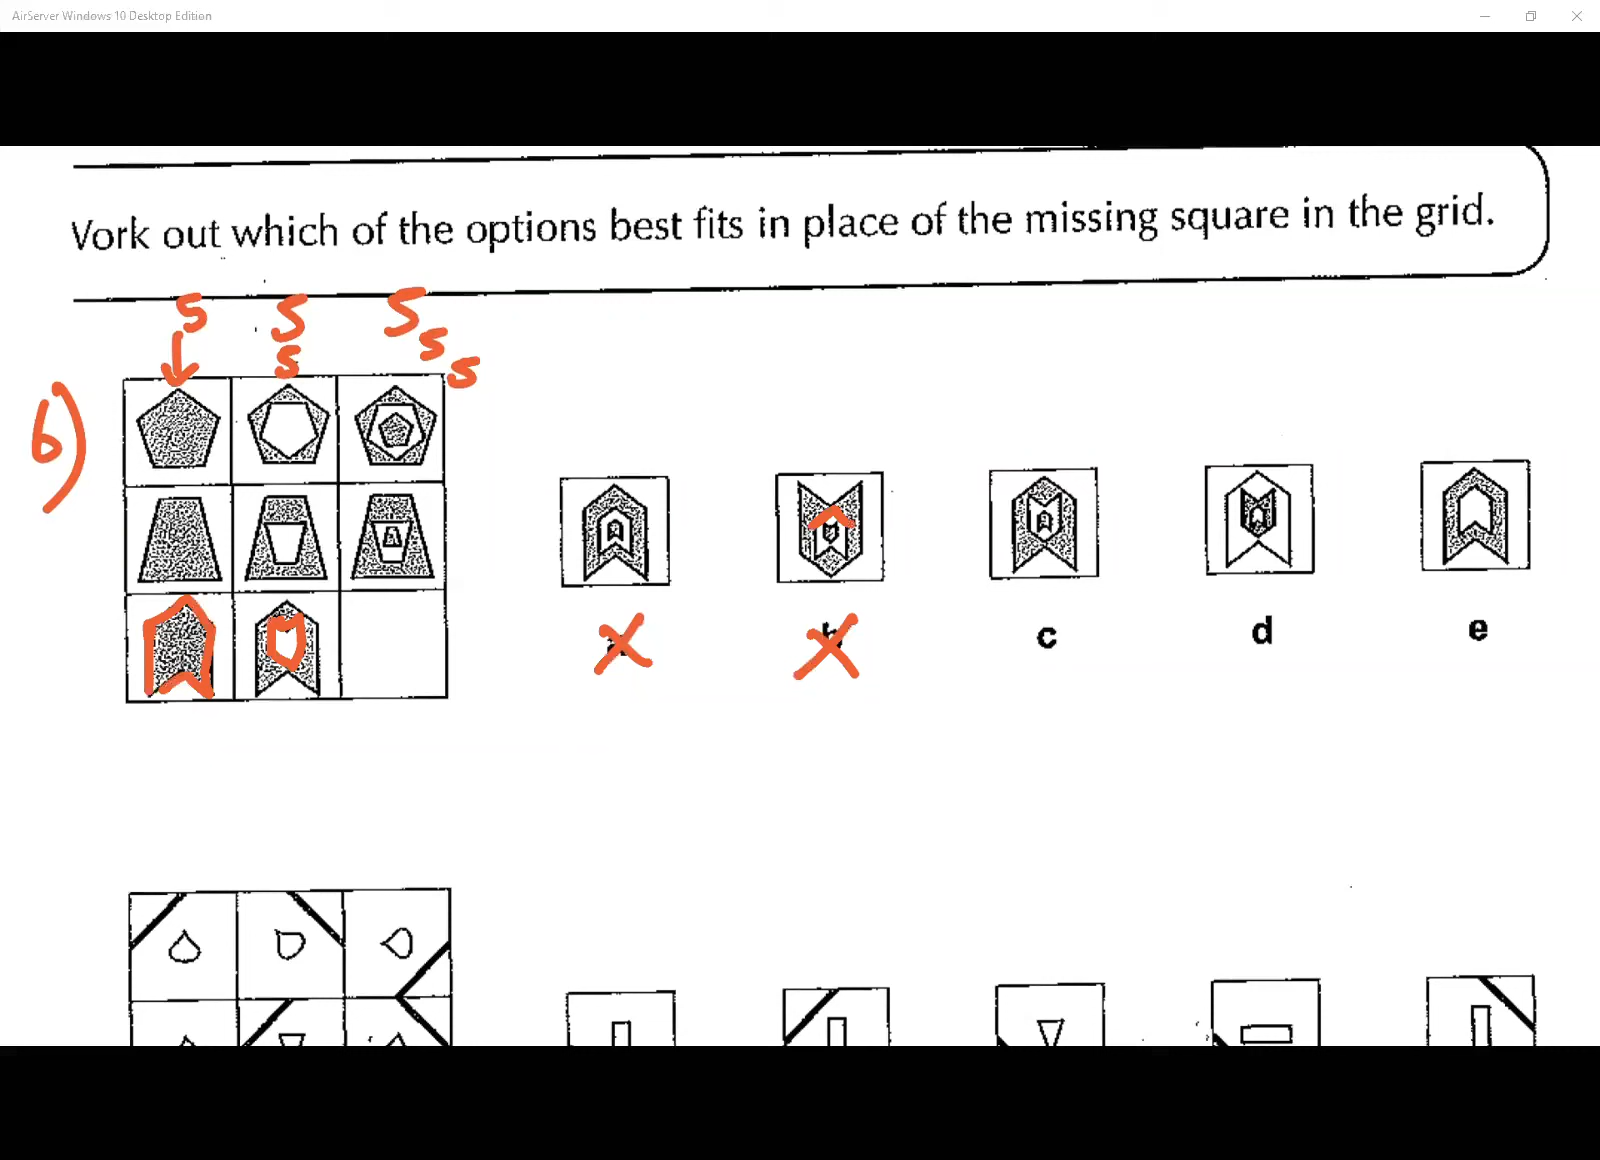 AirServer Windows 10 Desktop Edition
Vork out which of the options best fits in place of the missing square in the grid.
5 5 5
5 5
5
6)
c d e